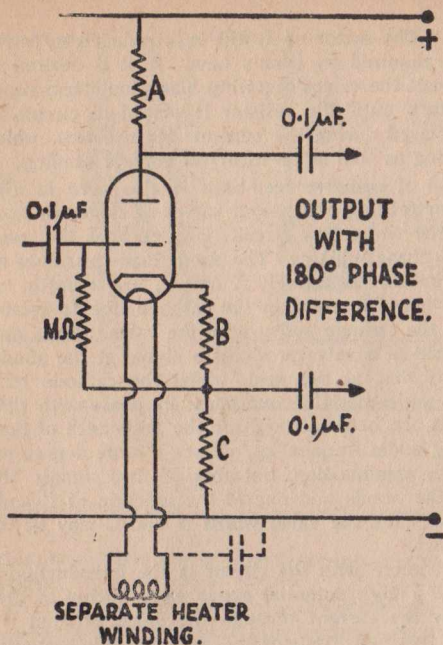 +
A
0·1μF.
0·1μF
OUTPUT
WITH
180° PHASE
DIFFERENCE.
1
MΩ
B
0·1μF.
C
−
SEPARATE HEATER
WINDING.